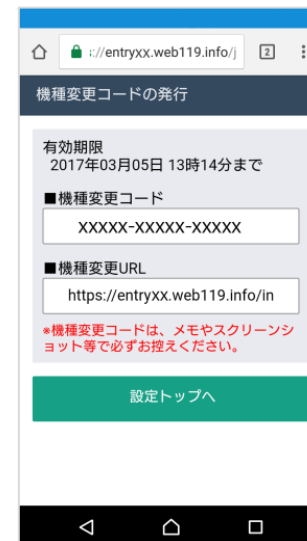 ://entryxx.web119.info/j
2
機種変更コードの発行
有効期限
2017年03月05日 13時14分まで
■機種変更コード
XXXXX-XXXXX-XXXXX
■機種変更URL
https://entryxx.web119.info/in
*機種変更コードは、メモやスクリーンシ
ョット等で必ずお控えください。
設定トップへ